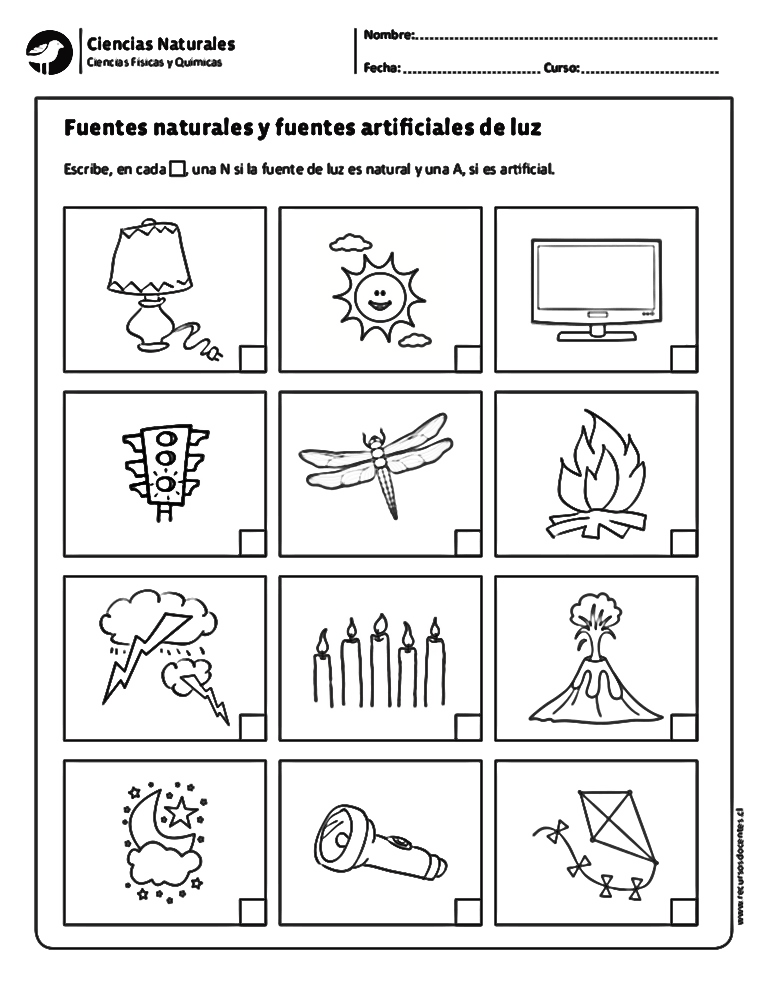 Ciencias Naturales
Ciencias Físicas y Químicas
Nombre:
Fecha: Curso:
Fuentes naturales y fuentes artificiales de luz
Escribe, en cada , una N si la fuente de luz es natural y una A, si es artificial.
www.recursosdocentes.cl